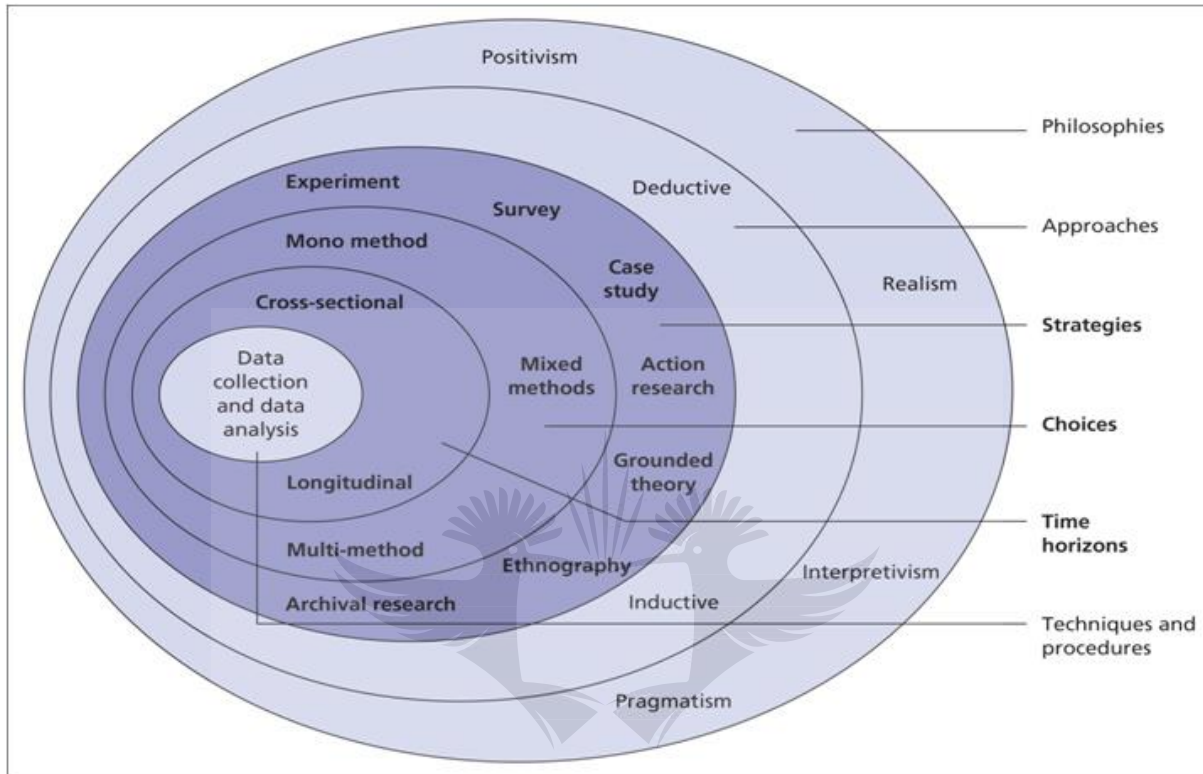 Positivism
Philosophies
Deductive
Approaches
Realism
Experiment
Survey
Case
study
Strategies
Mono method
Cross-sectional
Data
collection
and data
analysis
Mixed
methods
Action
research
Choices
Longitudinal
Grounded
theory
Time
horizons
Multi-method
Ethnography
Interpretivism
Archival research
Inductive
Techniques and
procedures
Pragmatism